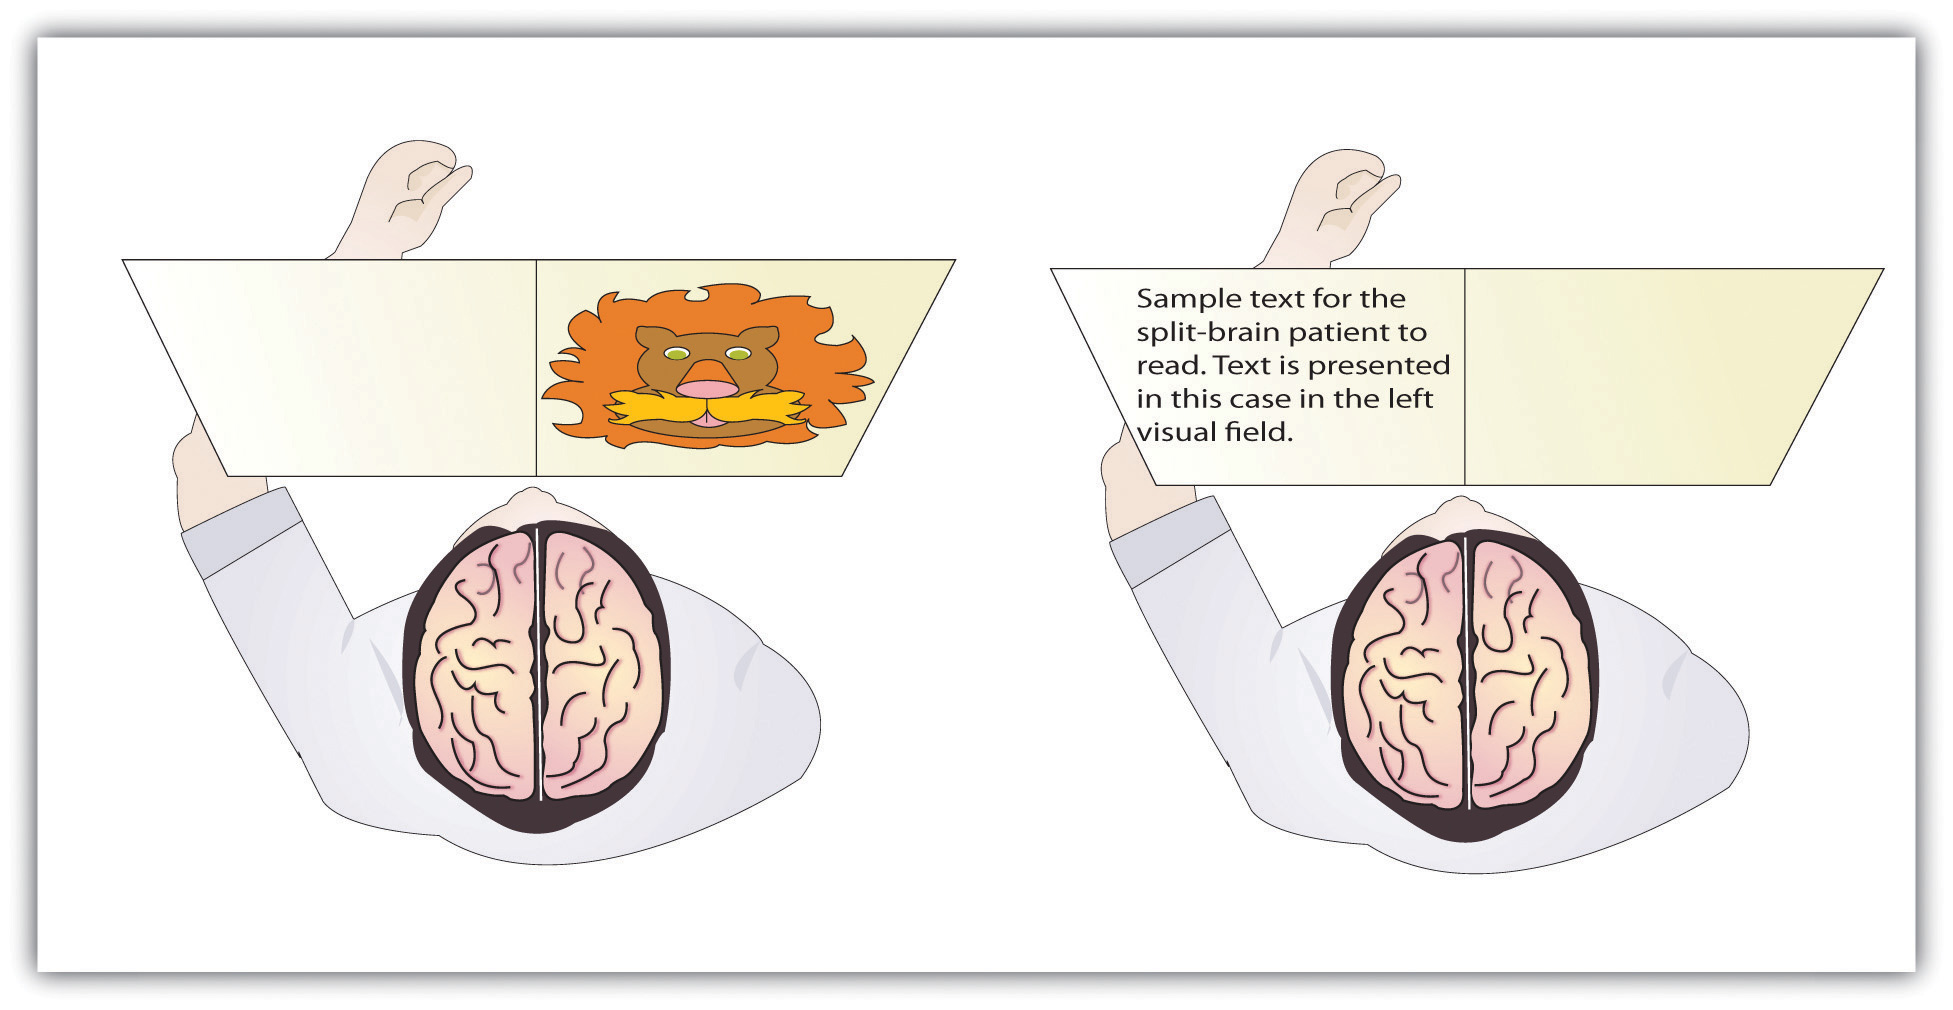 Sample text for the
split-brain patient to
read. Text is presented
in this case in the left
visual field.